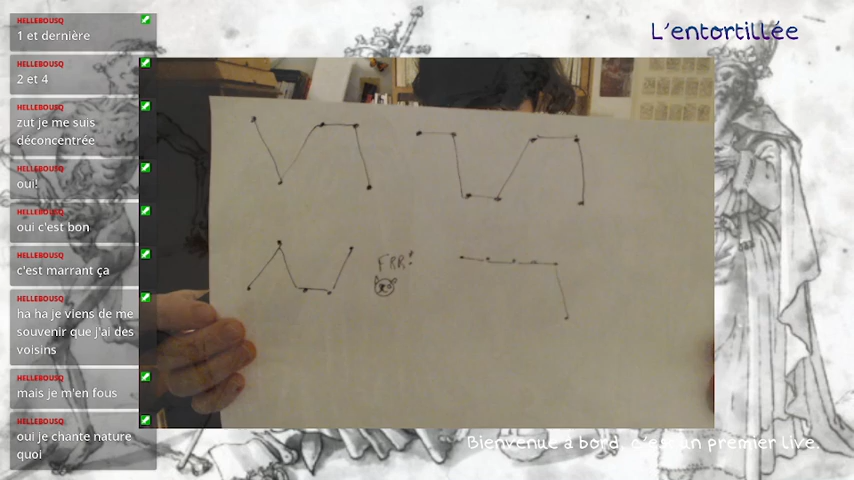 HELLEBOUSQ
1 et dernière
HELLEBOUSQ
2 et 4
HELLEBOUSQ
zut je me suis
déconcentrée
HELLEBOUSQ
oui!
HELLEBOUSQ
oui c'est bon
HELLEBOUSQ
c'est marrant ça
HELLEBOUSQ
ha ha je viens de me
souvenir que j'ai des
voisins
HELLEBOUSQ
mais je m'en fous
HELLEBOUSQ
oui je chante nature
quoi
L'entortillée
FRR!
Bienvenue à bord, c'est un premier live.